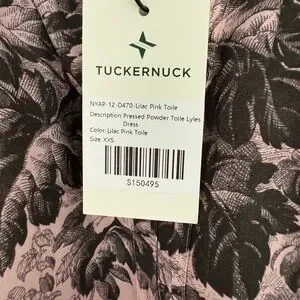 TUCKERNUCK
NYAP-12-D470-Lilac Pink Toile
Description:Pressed Powder Toile Lyles
Dress
Color:Lilac Pink Toile
Size:XXS
S150495